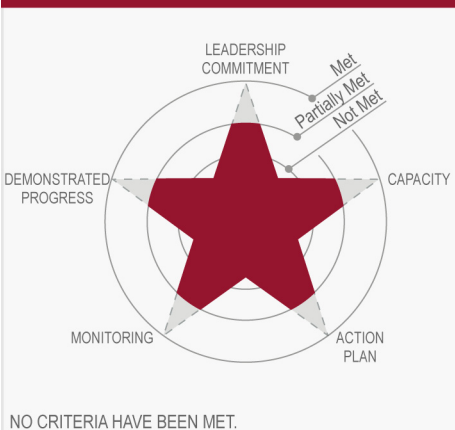 LEADERSHIP
COMMITMENT
Met
Partially Met
Not Met
DEMONSTRATED
PROGRESS
CAPACITY
MONITORING
ACTION
PLAN
NO CRITERIA HAVE BEEN MET.